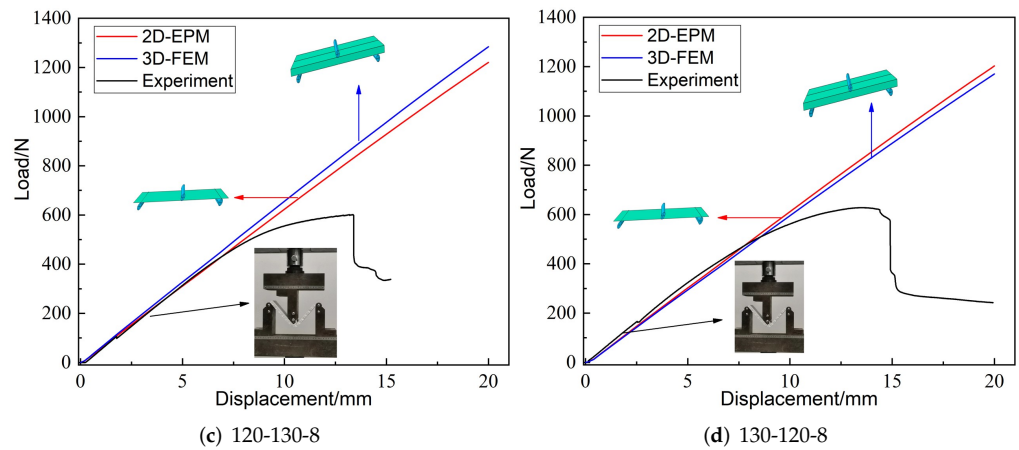 1400
1200
1000
800
600
400
200
0
Load/N
2D-EPM
3D-FEM
Experiment
0 5 10 15 20
Displacement/mm
(c) 120-130-8
1400
1200
1000
800
600
400
200
0
Load/N
2D-EPM
3D-FEM
Experiment
0 5 10 15 20
Displacement/mm
(d) 130-120-8